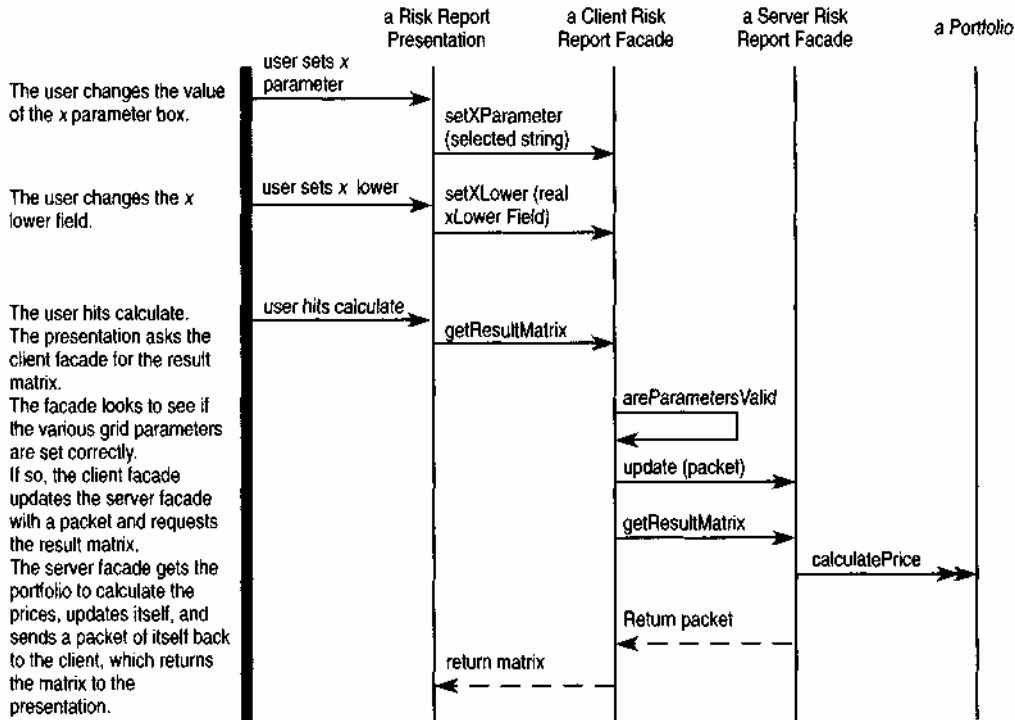 a Risk Report
Presentation
a Client Risk
Report Facade
a Server Risk
Report Facade
a Portfolio
The user changes the value
of the x parameter box.
user sets x
parameter
setXParameter
(selected string)
The user changes the x
lower field.
user sets x lower
setXLower (real
xLower Field)
The user hits calculate.
The presentation asks the
client facade for the result
matrix.
The facade looks to see if
the various grid parameters
are set correctly.
If so, the client facade
updates the server facade
with a packet and requests
the result matrix.
The server facade gets the
portfolio to calculate the
prices, updates itself, and
sends a packet of itself back
to the client, which returns
the matrix to the
presentation.
user hits calculate
getResultMatrix
areParametersValid
update (packet)
getResultMatrix
calculatePrice
Return packet
return matrix